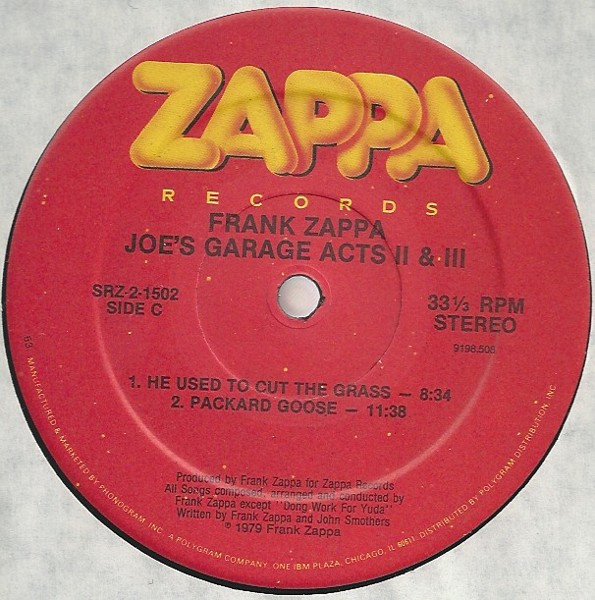 ZAPPA
RECORDS
FRANK ZAPPA
JOE'S GARAGE ACTS II & III
SRZ-2-1502
SIDE C
33 1/3 RPM
STEREO
9198.508
1. HE USED TO CUT THE GRASS — 8:34
2. PACKARD GOOSE — 11:38
Produced by Frank Zappa for Zappa Records
All Songs composed, arranged and conducted by
Frank Zappa except "Dong Work For Yuda"
Written by Frank Zappa and John Smothers
℗ 1979 Frank Zappa
53 MANUFACTURED & MARKETED BY PHONOGRAM, INC. A POLYGRAM COMPANY. ONE IBM PLAZA, CHICAGO, IL 60611. DISTRIBUTED BY POLYGRAM DISTRIBUTION, INC.